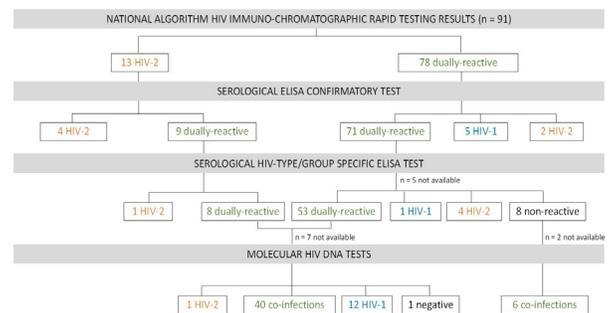 NATIONAL ALGORITHM HIV IMMUNO-CHROMATOGRAPHIC RAPID TESTING RESULTS (n = 91)
13 HIV-2
78 dually-reactive
SEROLOGICAL ELISA CONFIRMATORY TEST
4 HIV-2
9 dually-reactive
71 dually-reactive
5 HIV-1
2 HIV-2
SEROLOGICAL HIV-TYPE/GROUP SPECIFIC ELISA TEST
n = 5 not available
1 HIV-2
8 dually-reactive
53 dually-reactive
1 HIV-1
4 HIV-2
8 non-reactive
n = 7 not available
n = 2 not available
MOLECULAR HIV DNA TESTS
1 HIV-2
40 co-infections
12 HIV-1
1 negative
6 co-infections